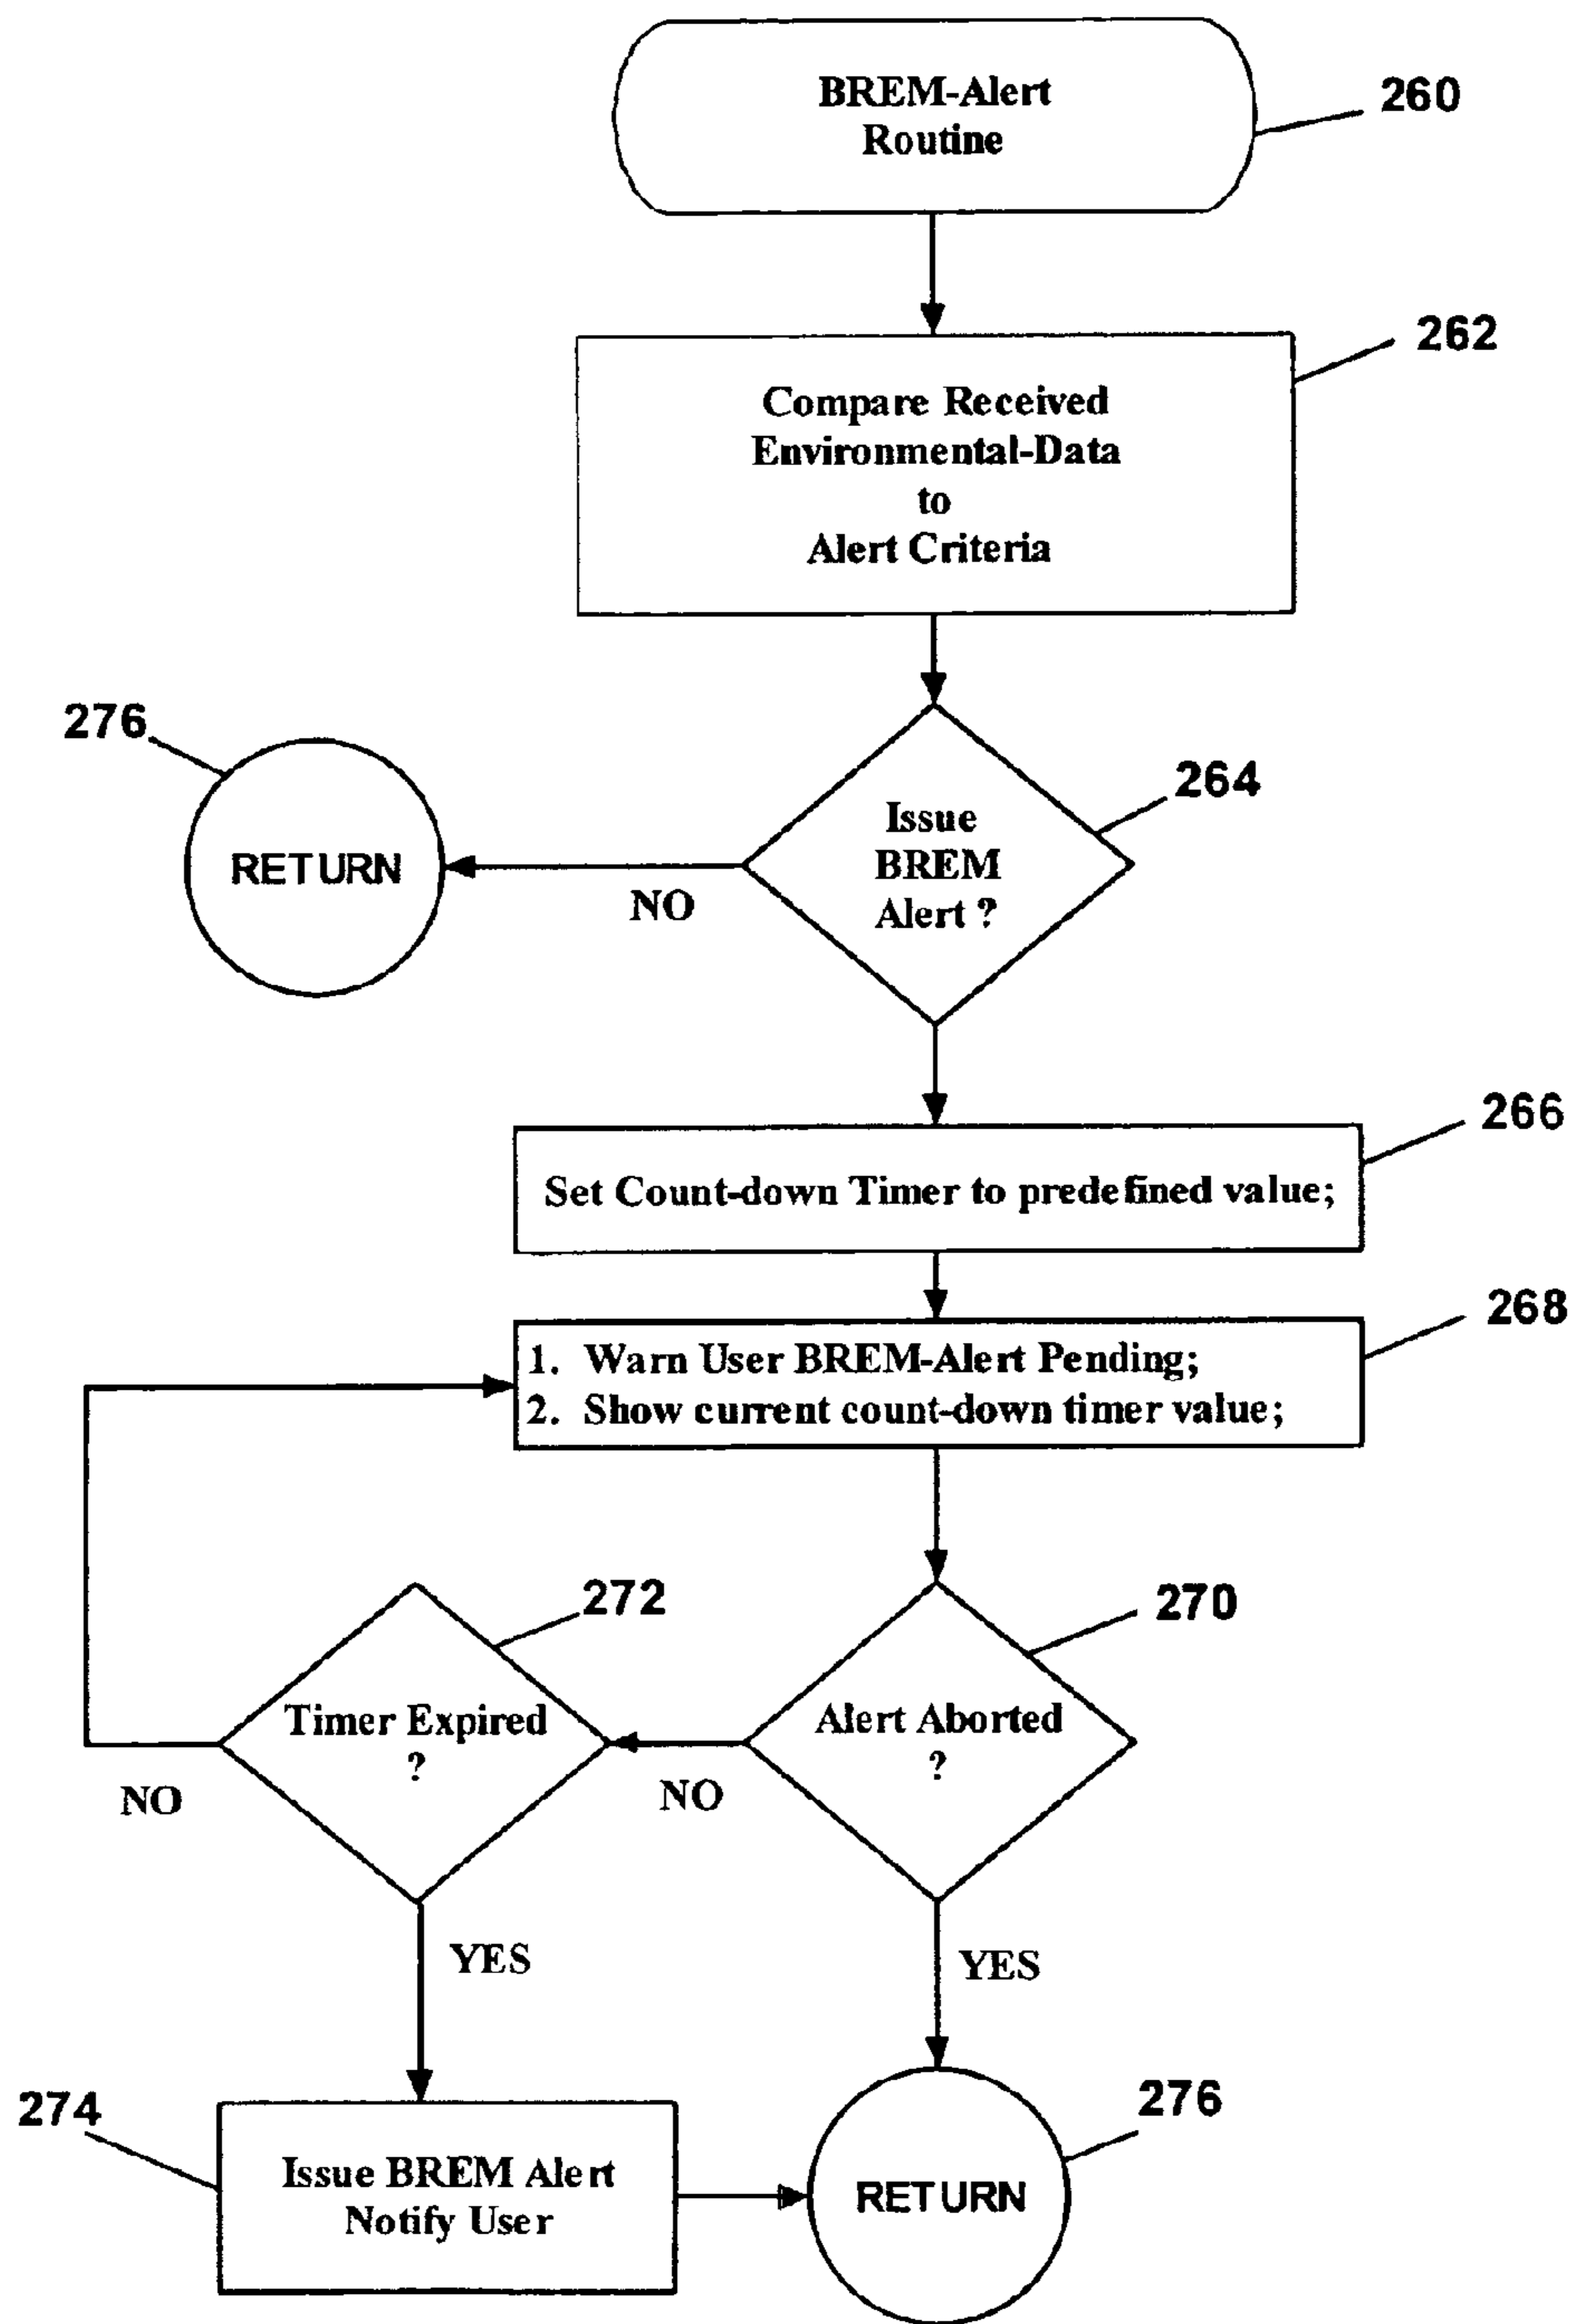 BREM-Alert
Routine
260
Compare Received
Environmental-Data
to
Alert Criteria
262
276
RETURN
NO
Issue
BREM
Alert ?
264
Set Count-down Timer to predefined value;
266
1. Warn User BREM-Alert Pending;
2. Show current count-down timer value;
268
272
Timer Expired
?
NO
YES
270
Alert Aborted
?
NO
YES
274
Issue BREM Alert
Notify User
276
RETURN